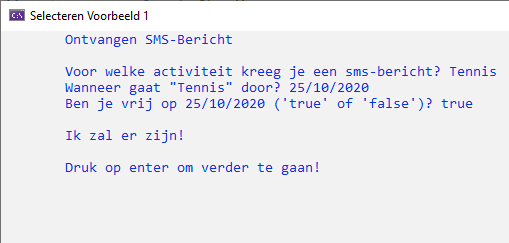 Selecteren Voorbeeld 1
Ontvangen SMS-Bericht
Voor welke activiteit kreeg je een sms-bericht? Tennis
Wanneer gaat "Tennis" door? 25/10/2020
Ben je vrij op 25/10/2020 ('true' of 'false')? true
Ik zal er zijn!
Druk op enter om verder te gaan!